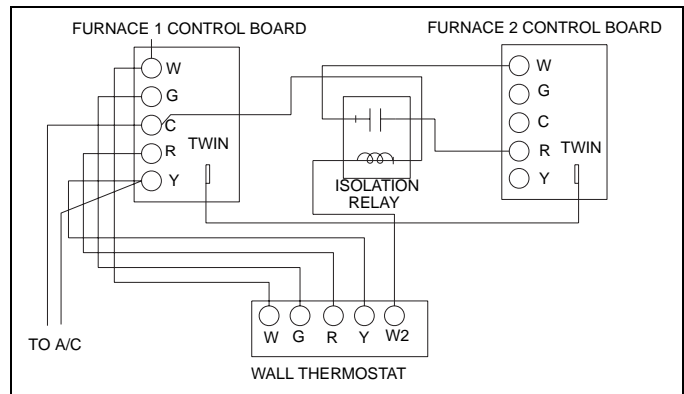 FURNACE 1 CONTROL BOARD
FURNACE 2 CONTROL BOARD
W
G
C
R
Y
TWIN
W
G
C
R
Y
TWIN
ISOLATION
RELAY
W G R Y W2
TO A/C
WALL THERMOSTAT